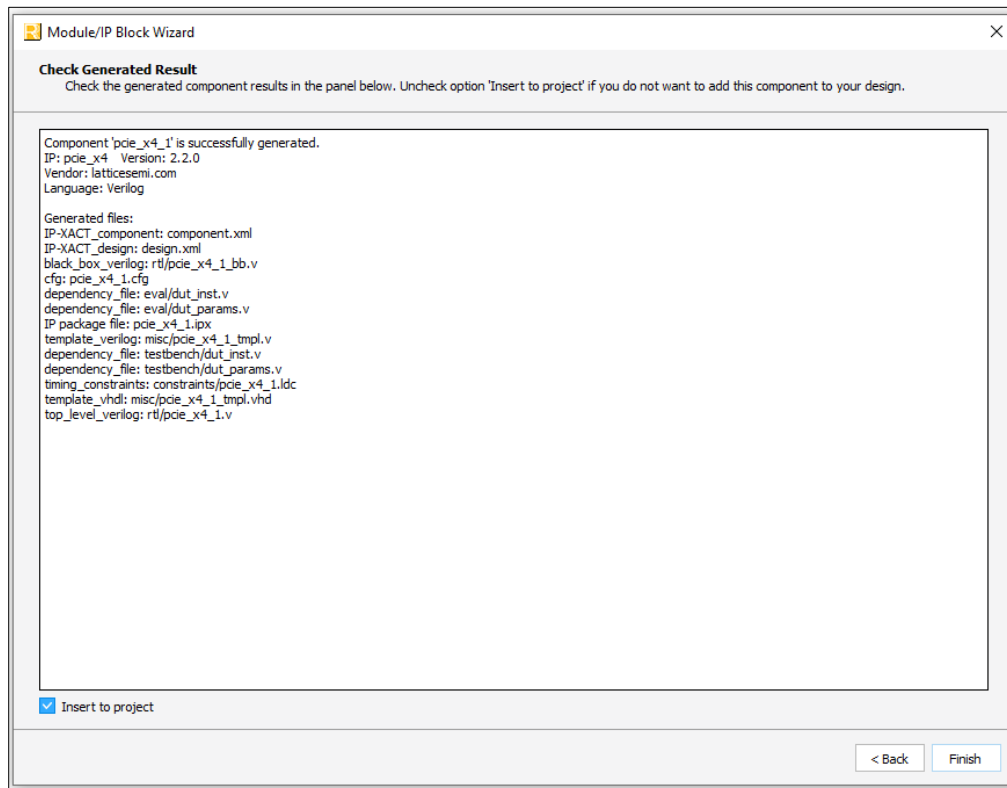 Module/IP Block Wizard
Check Generated Result
Check the generated component results in the panel below. Uncheck option 'Insert to project' if you do not want to add this component to your design.
Component 'pcie_x4_1' is successfully generated.
IP: pcie_x4 Version: 2.2.0
Vendor: latticesemi.com
Language: Verilog
Generated files:
IP-XACT_component: component.xml
IP-XACT_design: design.xml
black_box_verilog: rtl/pcie_x4_1_bb.v
cfg: pcie_x4_1.cfg
dependency_file: eval/dut_inst.v
dependency_file: eval/dut_params.v
IP package file: pcie_x4_1.ipx
template_verilog: misc/pcie_x4_1_tmpl.v
dependency_file: testbench/dut_inst.v
dependency_file: testbench/dut_params.v
timing_constraints: constraints/pcie_x4_1.ldc
template_vhdl: misc/pcie_x4_1_tmpl.vhd
top_level_verilog: rtl/pcie_x4_1.v
Insert to project
< Back Finish